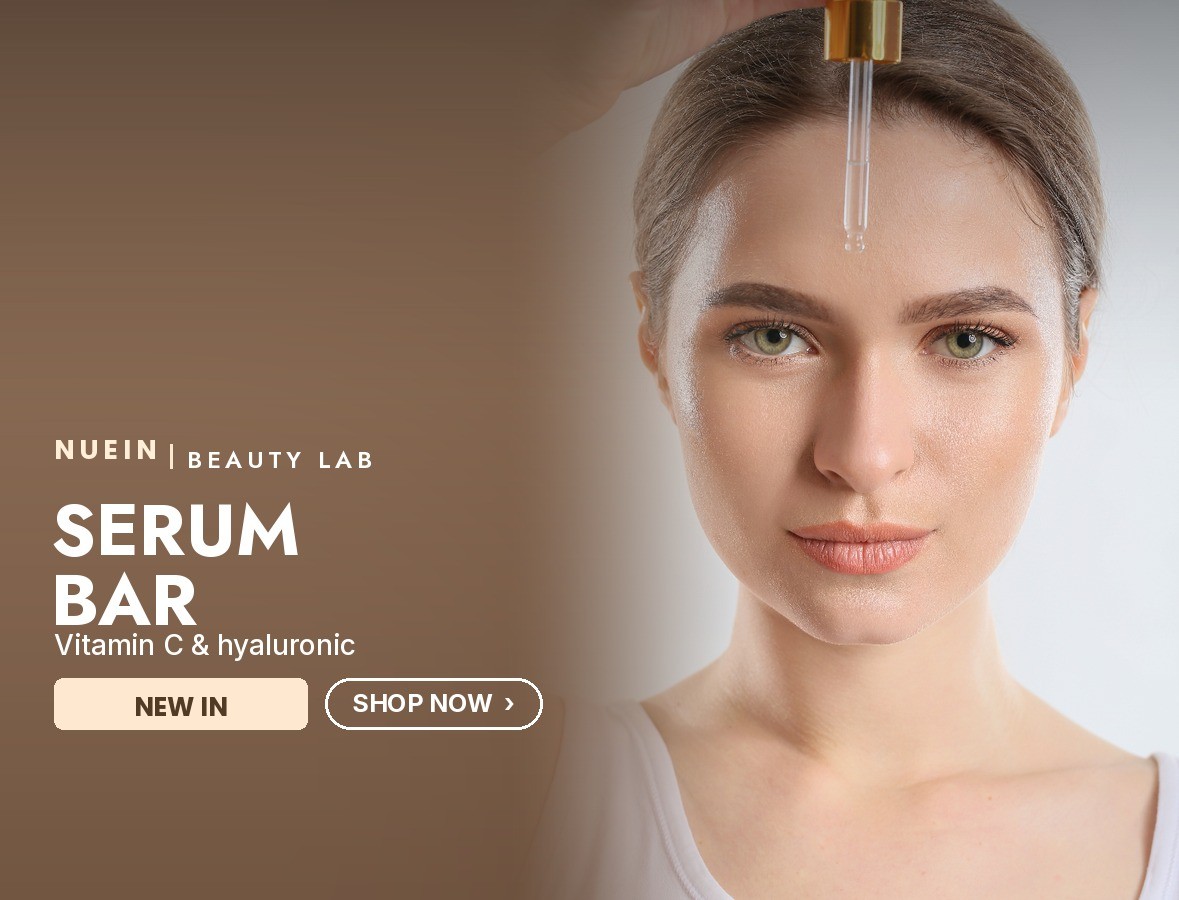 NUEIN | BEAUTY LAB
SERUM
BAR
Vitamin C & hyaluronic
NEW IN
SHOP NOW ›